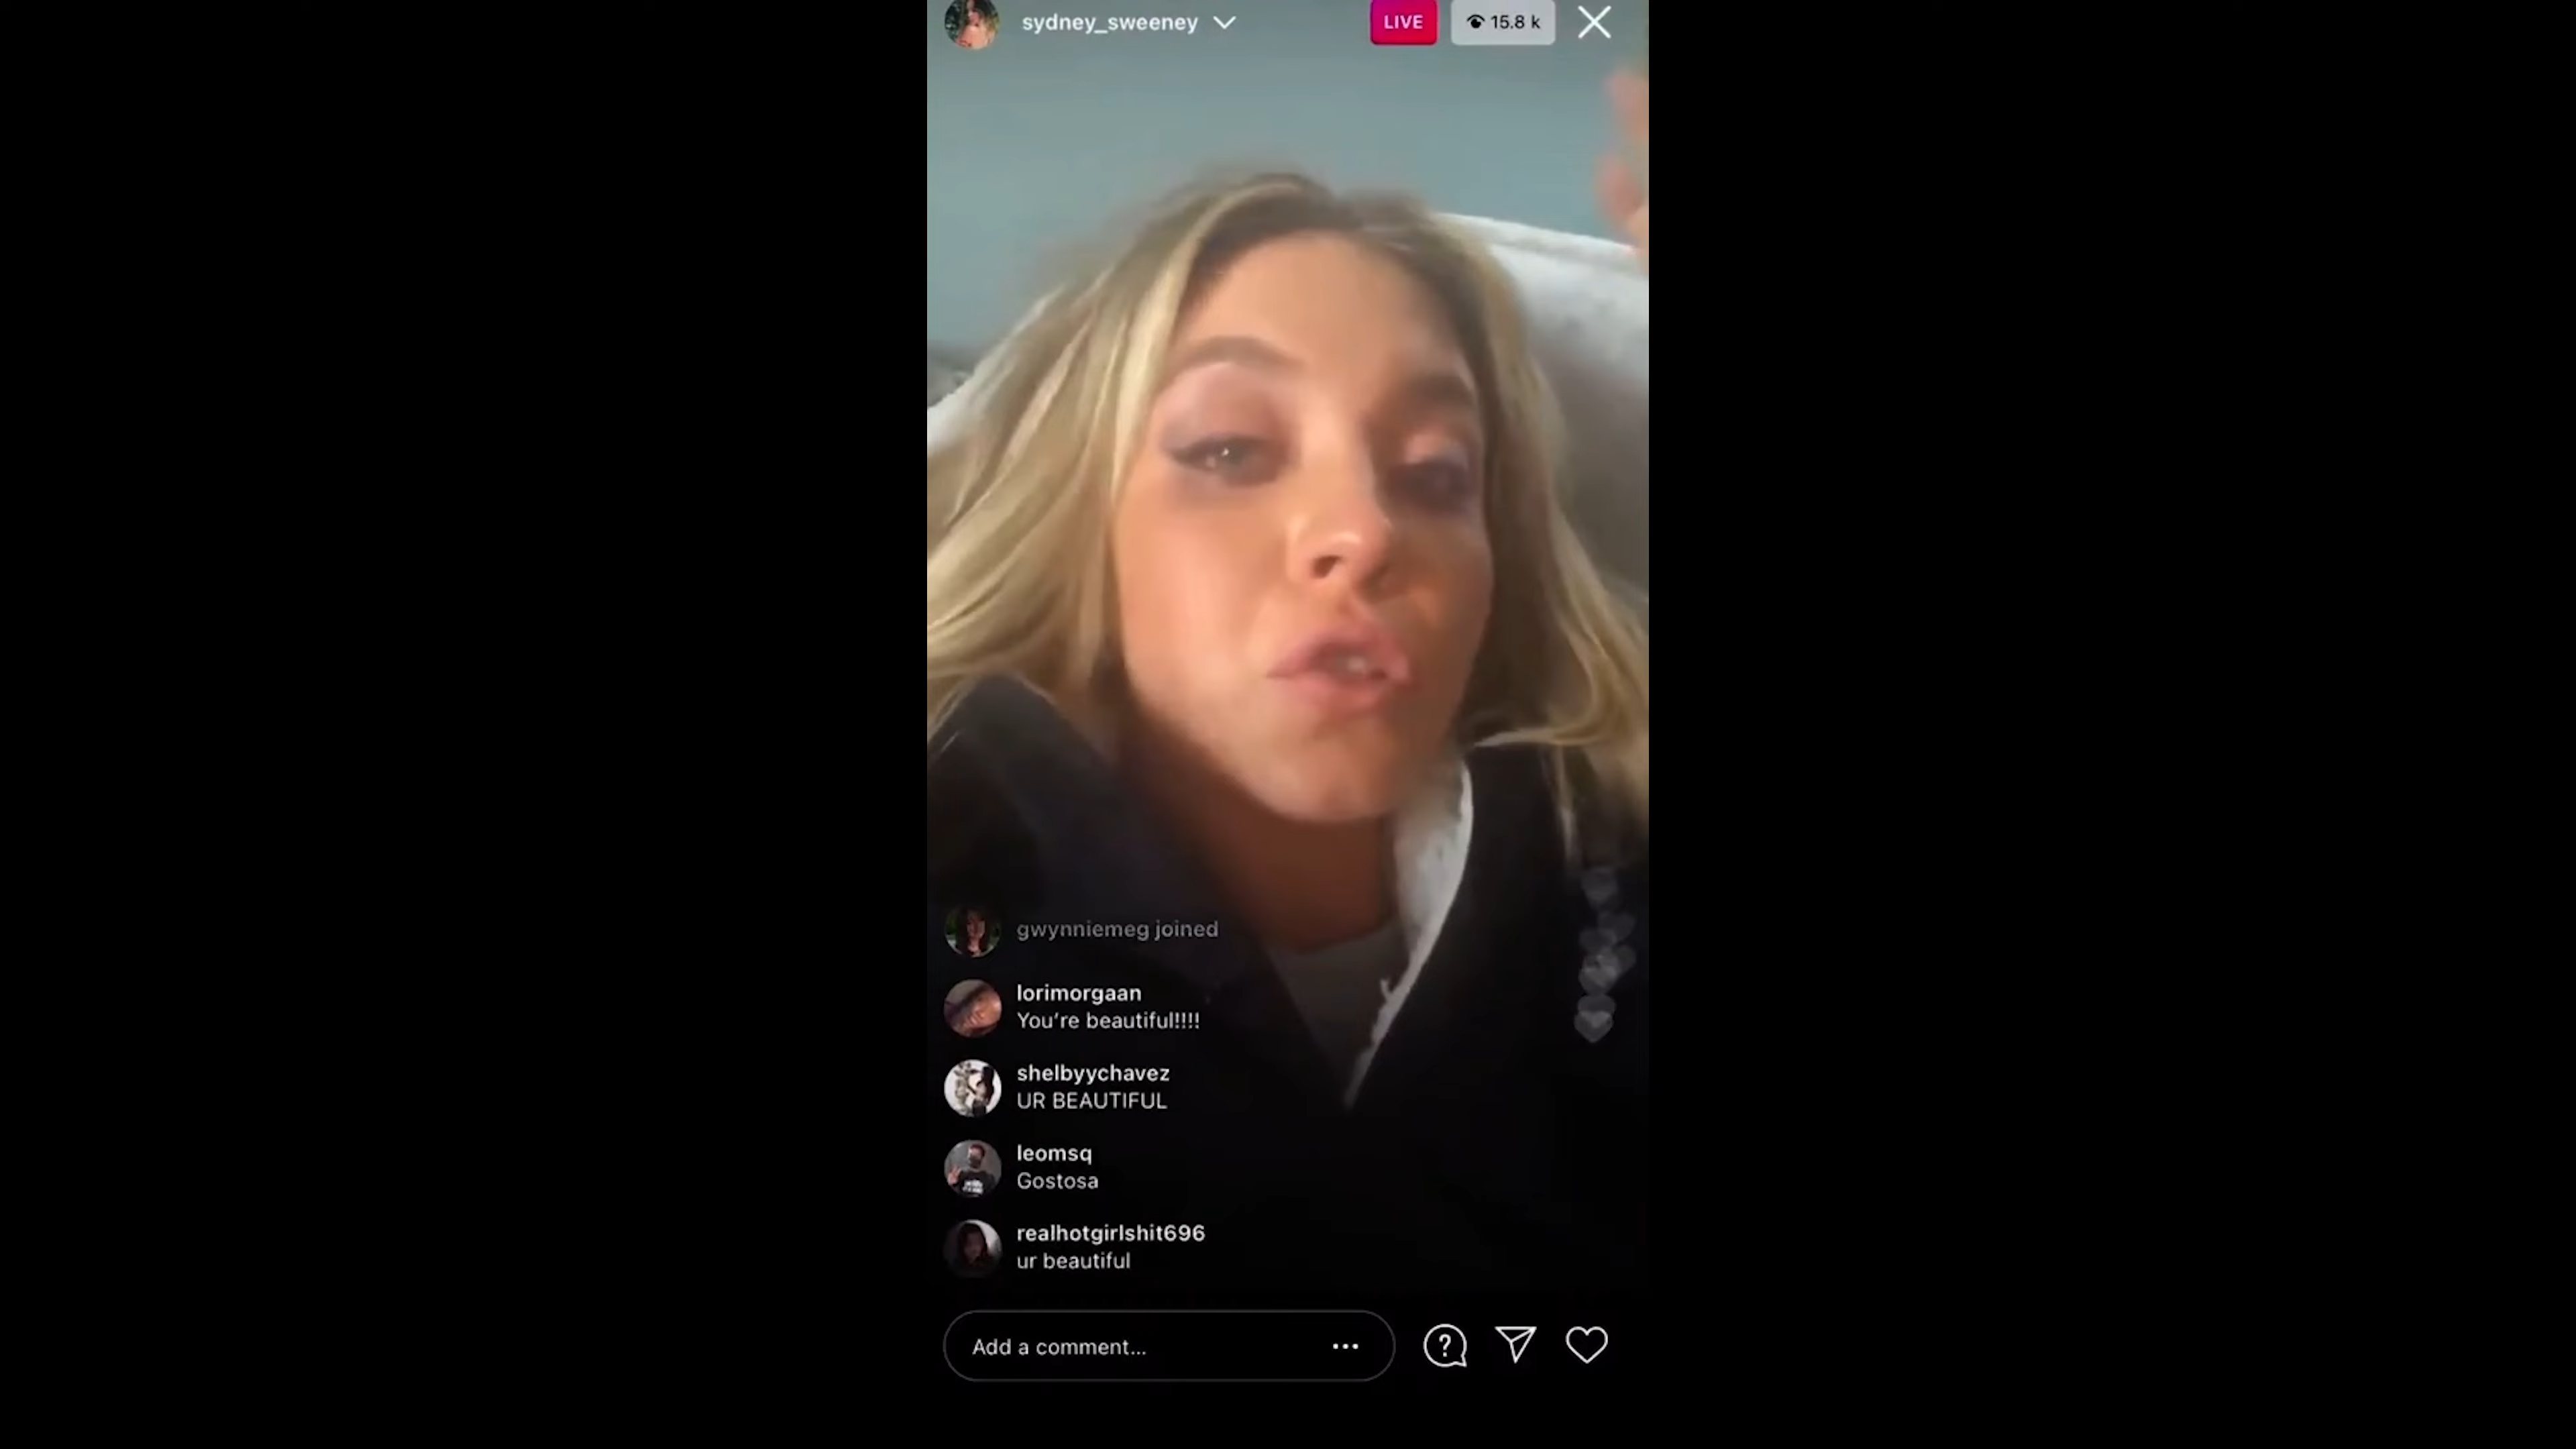 sydney_sweeney
LIVE
15.8 k
gwynniemeg joined
lorimorgaan
You're beautiful!!!!
shelbyychavez
UR BEAUTIFUL
leomsq
Gostosa
realhotgirlshit696
ur beautiful
Add a comment...